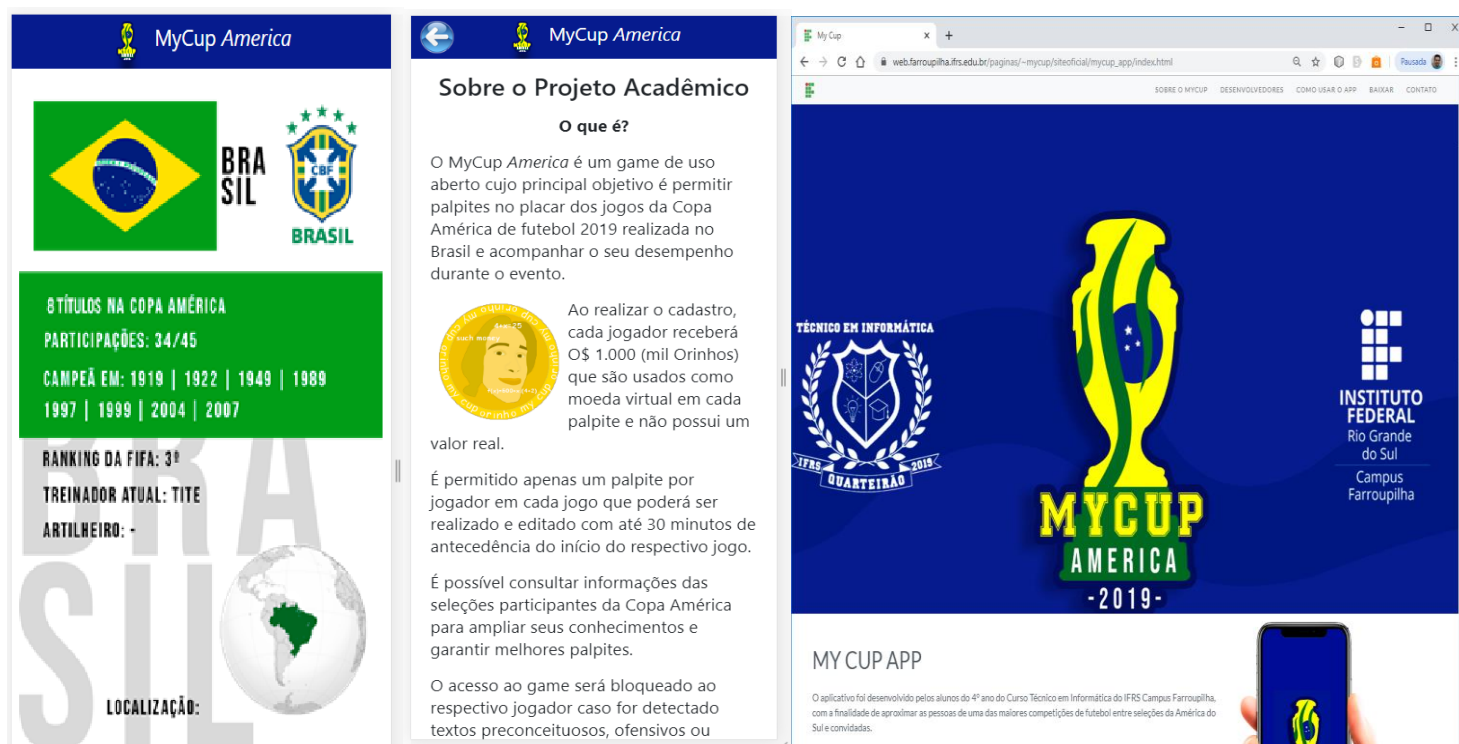 MyCup America
BRA
SIL
CBF
BRASIL
8 TÍTULOS NA COPA AMÉRICA
PARTICIPAÇÕES: 34/45
CAMPEÃ EM: 1919 | 1922 | 1949 | 1989
1997 | 1999 | 2004 | 2007
BRA
SIL
RANKING DA FIFA: 3º
TREINADOR ATUAL: TITE
ARTILHEIRO: -
LOCALIZAÇÃO:
MyCup America
Sobre o Projeto Acadêmico
O que é?
O MyCup America é um game de uso
aberto cujo principal objetivo é permitir
palpites no placar dos jogos da Copa
América de futebol 2019 realizada no
Brasil e acompanhar o seu desempenho
durante o evento.
Ao realizar o cadastro,
cada jogador receberá
O$ 1.000 (mil Orinhos)
que são usados como
moeda virtual em cada
palpite e não possui um
valor real.
such money
É permitido apenas um palpite por
jogador em cada jogo que poderá ser
realizado e editado com até 30 minutos de
antecedência do início do respectivo jogo.
É possível consultar informações das
seleções participantes da Copa América
para ampliar seus conhecimentos e
garantir melhores palpites.
O acesso ao game será bloqueado ao
respectivo jogador caso for detectado
textos preconceituosos, ofensivos ou
My Cup
web.farroupilha.ifrs.edu.br/paginas/~mycup/siteoficial/mycup_app/index.html
Pausada
SOBRE O MYCUP DESENVOLVEDORES COMO USAR O APP BAIXAR CONTATO
TÉCNICO EM INFORMÁTICA
IFRS 2019
QUARTEIRÃO
MYCUP
AMERICA
-2019-
INSTITUTO
FEDERAL
Rio Grande
do Sul
Campus
Farroupilha
MY CUP APP
O aplicativo foi desenvolvido pelos alunos do 4º ano do Curso Técnico em Informática do IFRS Campus Farroupilha,
com a finalidade de aproximar as pessoas de uma das maiores competições de futebol entre seleções da América do
Sul e convidadas.